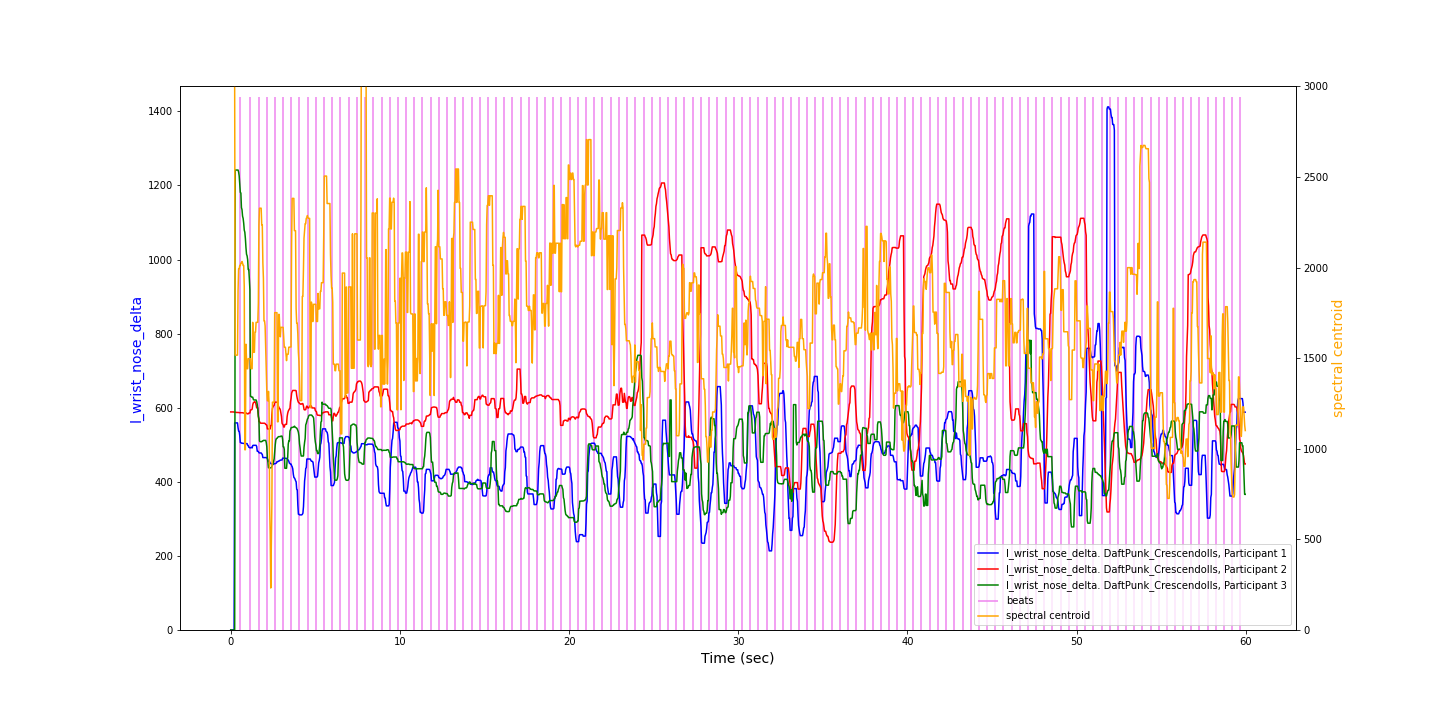 1400
1200
1000
800
600
400
200
0
l_wrist_nose_delta
3000
2500
2000
1500
1000
500
0
spectral centroid
l_wrist_nose_delta. DaftPunk_Crescendolls, Participant 1
l_wrist_nose_delta. DaftPunk_Crescendolls, Participant 2
l_wrist_nose_delta. DaftPunk_Crescendolls, Participant 3
beats
spectral centroid
0 10 20 30 40 50 60
Time (sec)